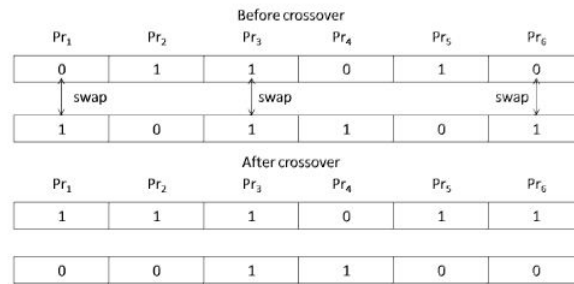 Before crossover
Pr₁ Pr₂ Pr₃ Pr₄ Pr₅ Pr₆
0 1 1 0 1 0
swap swap swap
1 0 1 1 0 1
After crossover
Pr₁ Pr₂ Pr₃ Pr₄ Pr₅ Pr₆
1 1 1 0 1 1
0 0 1 1 0 0